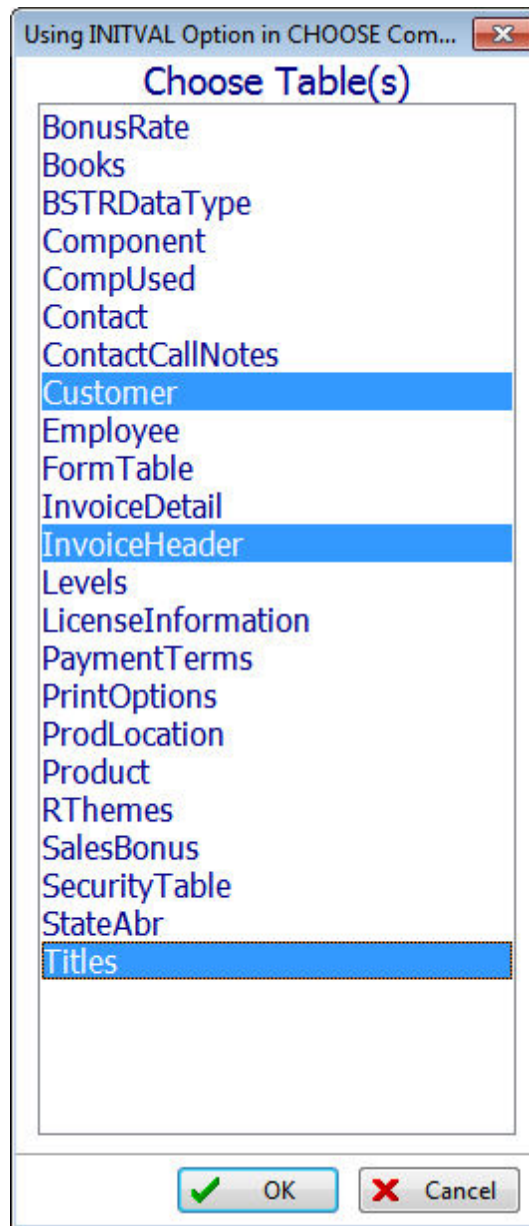 Using INITVAL Option in CHOOSE Com...
Choose Table(s)
BonusRate
Books
BSTRDataType
Component
CompUsed
Contact
ContactCallNotes
Customer
Employee
FormTable
InvoiceDetail
InvoiceHeader
Levels
LicenseInformation
PaymentTerms
PrintOptions
ProdLocation
Product
RThemes
SalesBonus
SecurityTable
StateAbr
Titles
OK Cancel